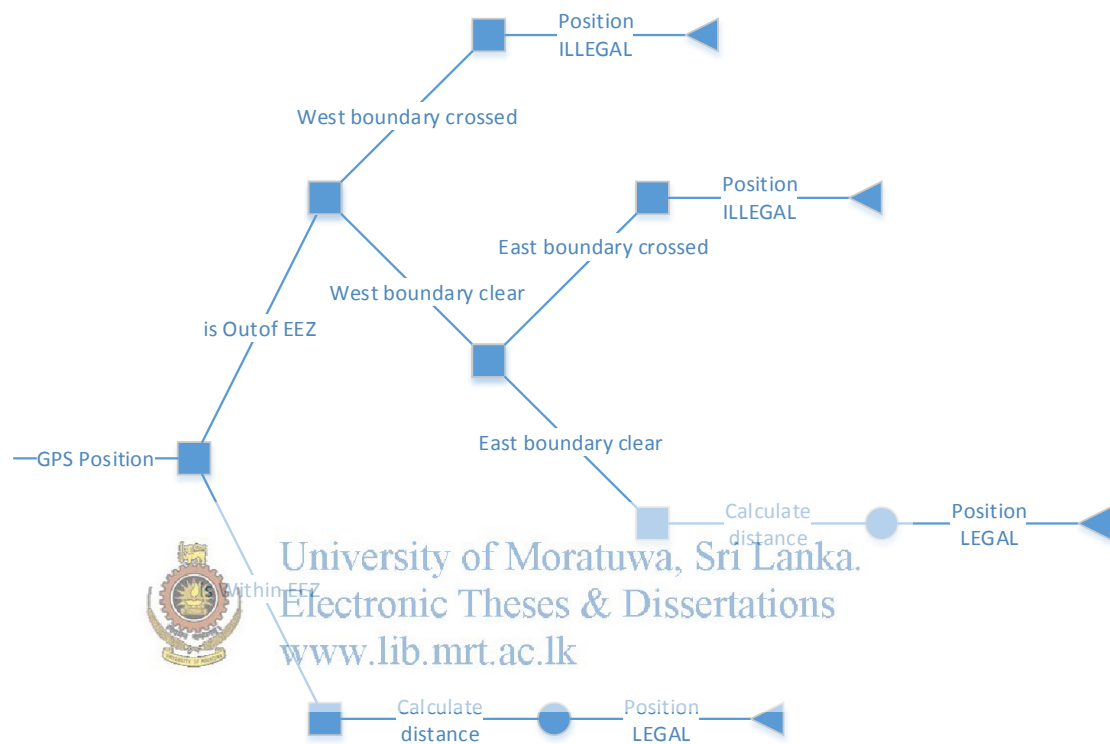 Position
ILLEGAL
West boundary crossed
Position
ILLEGAL
East boundary crossed
West boundary clear
is Outof EEZ
East boundary clear
GPS Position
Calculate
distance
Position
LEGAL
University of Moratuwa, Sri Lanka.
is Within EEZ
Electronic Theses & Dissertations
www.lib.mrt.ac.lk
Calculate
distance
Position
LEGAL